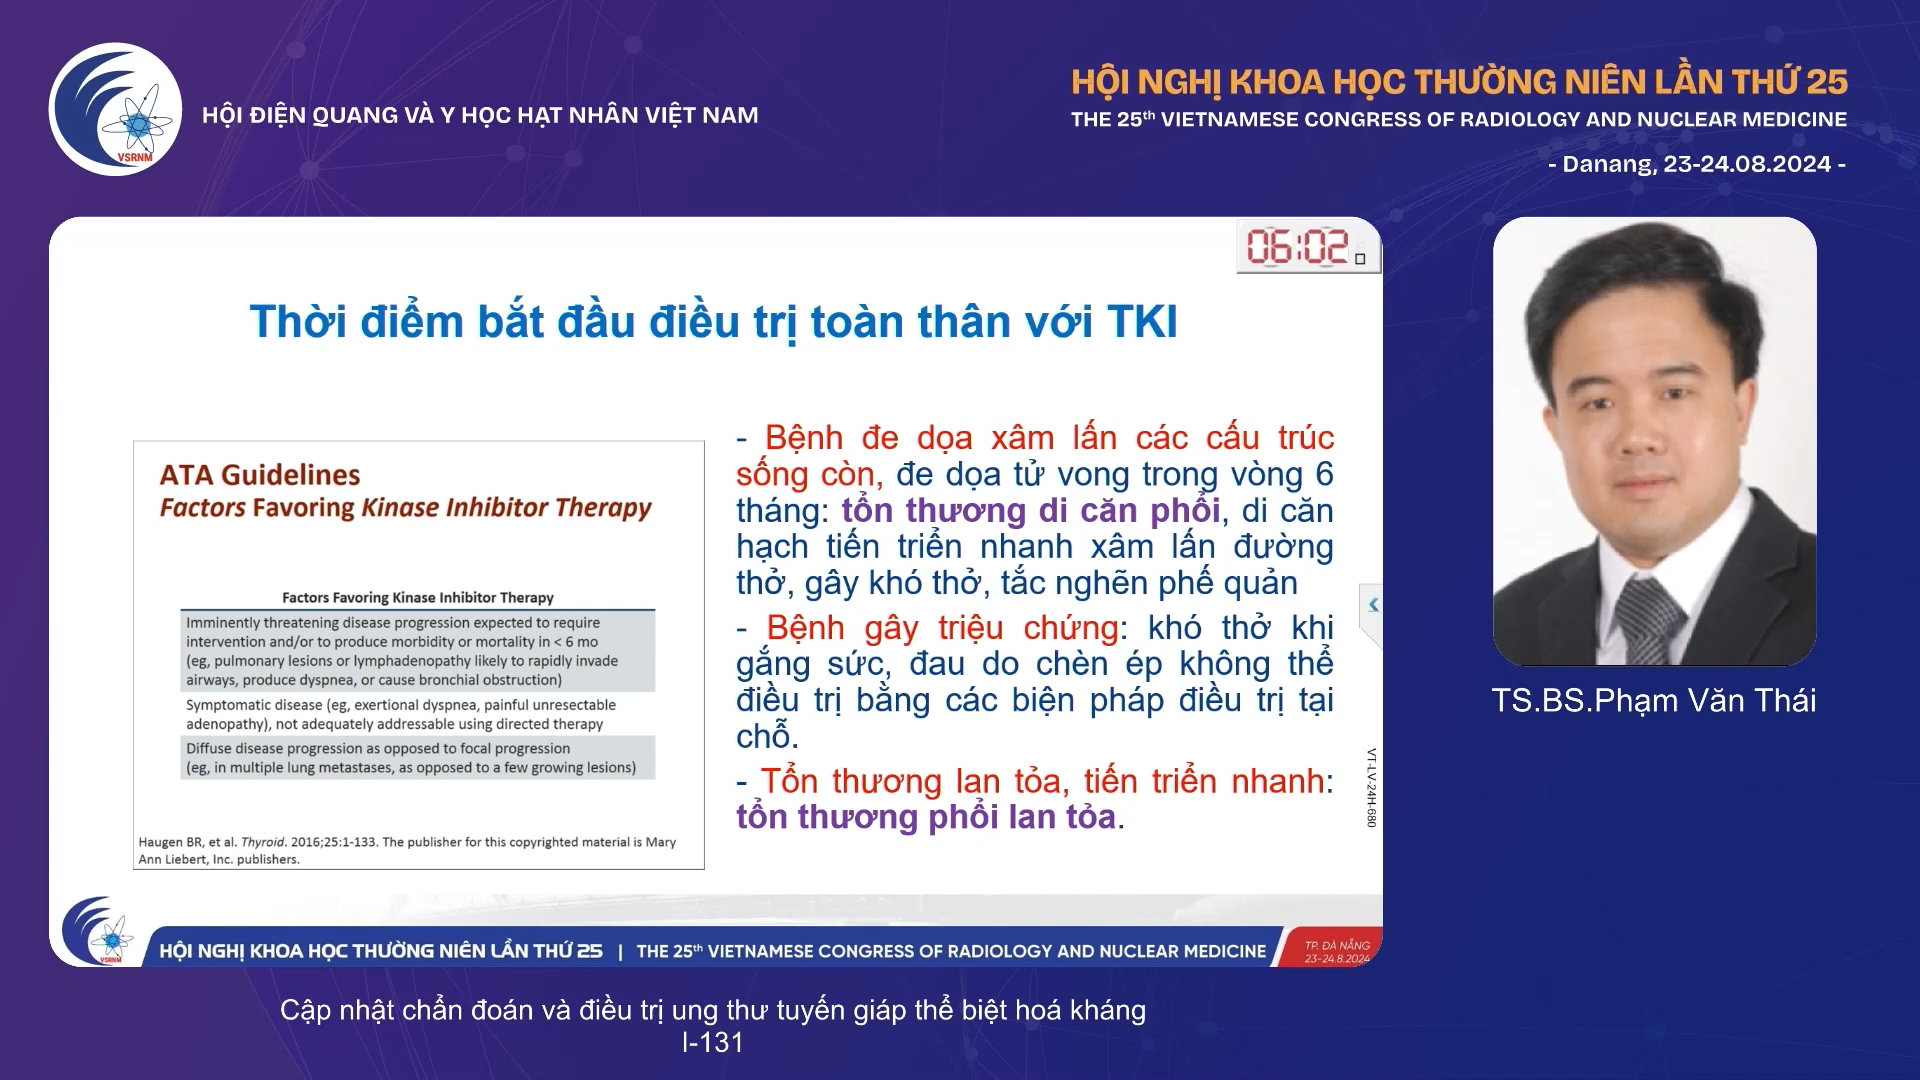 VSRNM
HỘI ĐIỆN QUANG VÀ Y HỌC HẠT NHÂN VIỆT NAM
HỘI NGHỊ KHOA HỌC THƯỜNG NIÊN LẦN THỨ 25
THE 25th VIETNAMESE CONGRESS OF RADIOLOGY AND NUCLEAR MEDICINE
- Danang, 23-24.08.2024 -
06:02
Thời điểm bắt đầu điều trị toàn thân với TKI
ATA Guidelines
Factors Favoring Kinase Inhibitor Therapy
Factors Favoring Kinase Inhibitor Therapy
Imminently threatening disease progression expected to require
intervention and/or to produce morbidity or mortality in < 6 mo
(eg, pulmonary lesions or lymphadenopathy likely to rapidly invade
airways, produce dyspnea, or cause bronchial obstruction)
Symptomatic disease (eg, exertional dyspnea, painful unresectable
adenopathy), not adequately addressable using directed therapy
Diffuse disease progression as opposed to focal progression
(eg, in multiple lung metastases, as opposed to a few growing lesions)
Haugen BR, et al. Thyroid. 2016;25:1-133. The publisher for this copyrighted material is Mary
Ann Liebert, Inc. publishers.
- Bệnh đe dọa xâm lấn các cấu trúc
sống còn, đe dọa tử vong trong vòng 6
tháng: tổn thương di căn phổi, di căn
hạch tiến triển nhanh xâm lấn đường
thở, gây khó thở, tắc nghẽn phế quản
- Bệnh gây triệu chứng: khó thở khi
gắng sức, đau do chèn ép không thể
điều trị bằng các biện pháp điều trị tại
chỗ.
- Tổn thương lan tỏa, tiến triển nhanh:
tổn thương phổi lan tỏa.
VT-LV-24H-680
VSRNM
HỘI NGHỊ KHOA HỌC THƯỜNG NIÊN LẦN THỨ 25 | THE 25th VIETNAMESE CONGRESS OF RADIOLOGY AND NUCLEAR MEDICINE
TP. ĐÀ NẴNG
23-24.8.2024
TS.BS.Phạm Văn Thái
Cập nhật chẩn đoán và điều trị ung thư tuyến giáp thể biệt hoá kháng
I-131